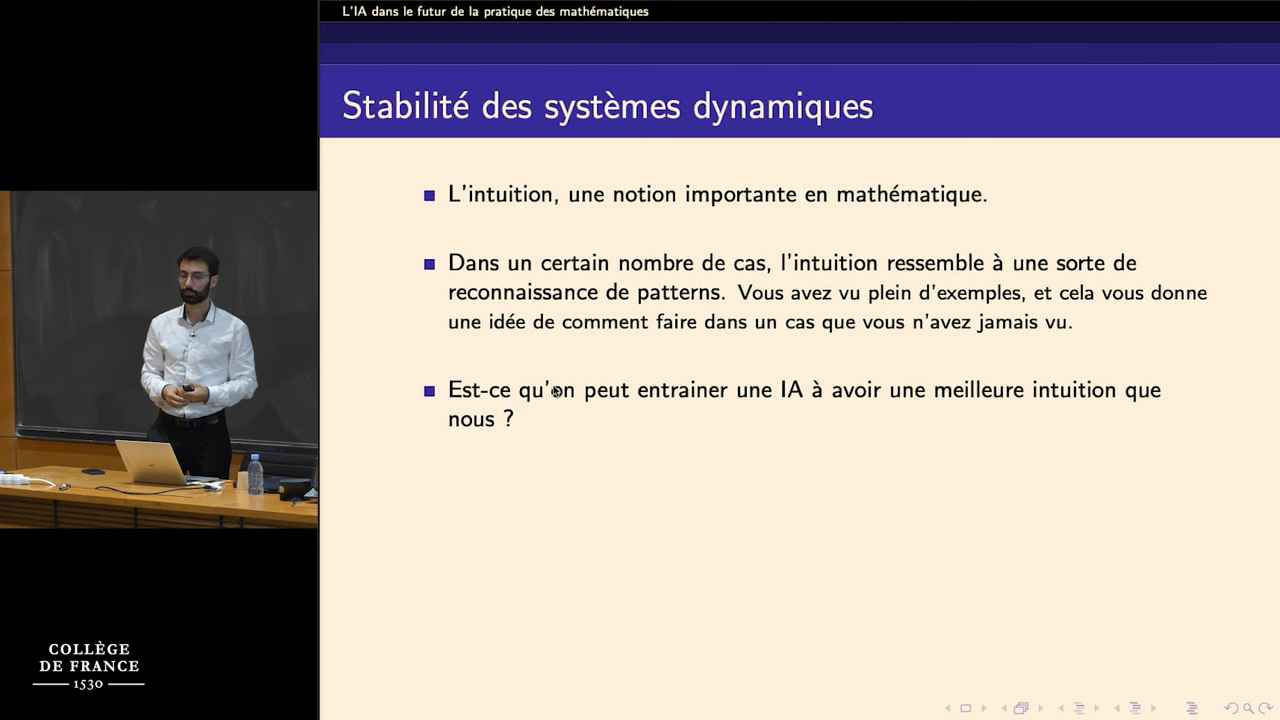 L'IA dans le futur de la pratique des mathématiques
Stabilité des systèmes dynamiques
L'intuition, une notion importante en mathématique.
Dans un certain nombre de cas, l'intuition ressemble à une sorte de
reconnaissance de patterns. Vous avez vu plein d'exemples, et cela vous donne
une idée de comment faire dans un cas que vous n'avez jamais vu.
Est-ce qu'on peut entrainer une IA à avoir une meilleure intuition que
nous ?
COLLÈGE
DE FRANCE
1530